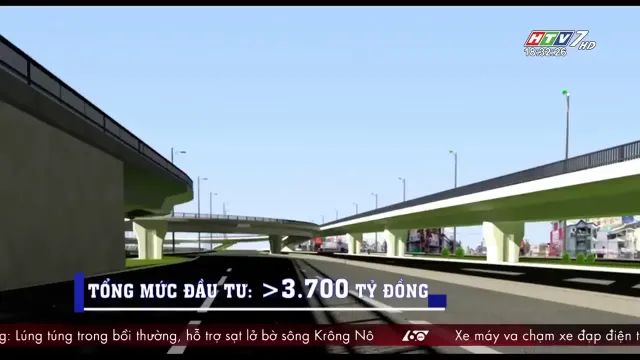 HTV7 HD
18:32:26
TỔNG MỨC ĐẦU TƯ: >3.700 TỶ ĐỒNG
g: Lúng túng trong bồi thường, hỗ trợ sạt lở bờ sông Krông Nô 60 Xe máy va chạm xe đạp điện t